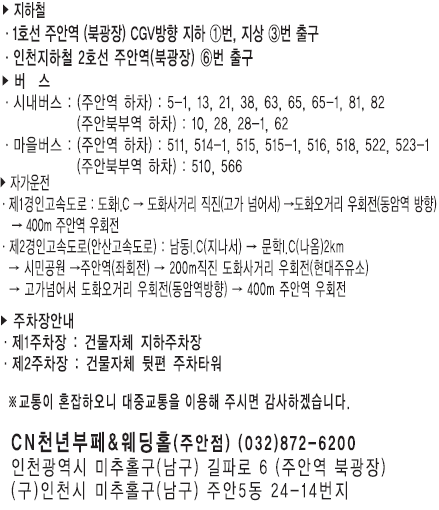 ▶ 지하철
· 1호선 주안역 (북광장) CGV방향 지하 ①번, 지상 ③번 출구
· 인천지하철 2호선 주안역(북광장) ⑥번 출구
▶ 버 스
· 시내버스 : (주안역 하차) : 5-1, 13, 21, 38, 63, 65, 65-1, 81, 82
(주안북부역 하차) : 10, 28, 28-1, 62
· 마을버스 : (주안역 하차) : 511, 514-1, 515, 515-1, 516, 518, 522, 523-1
(주안북부역 하차) : 510, 566
▶ 자가운전
· 제1경인고속도로 : 도화I.C → 도화사거리 직진(고가 넘어서) →도화오거리 우회전(동암역 방향)
→ 400m 주안역 우회전
· 제2경인고속도로(안산고속도로) : 남동I.C(지나서) → 문학I.C(나옴)2km
→ 시민공원 →주안역(좌회전) → 200m직진 도화사거리 우회전(현대주유소)
→ 고가넘어서 도화오거리 우회전(동암역방향) → 400m 주안역 우회전
▶ 주차장안내
· 제1주차장 : 건물자체 지하주차장
· 제2주차장 : 건물자체 뒷편 주차타워
※교통이 혼잡하오니 대중교통을 이용해 주시면 감사하겠습니다.
CN천년부페&웨딩홀(주안점) (032)872-6200
인천광역시 미추홀구(남구) 길파로 6 (주안역 북광장)
(구)인천시 미추홀구(남구) 주안5동 24-14번지